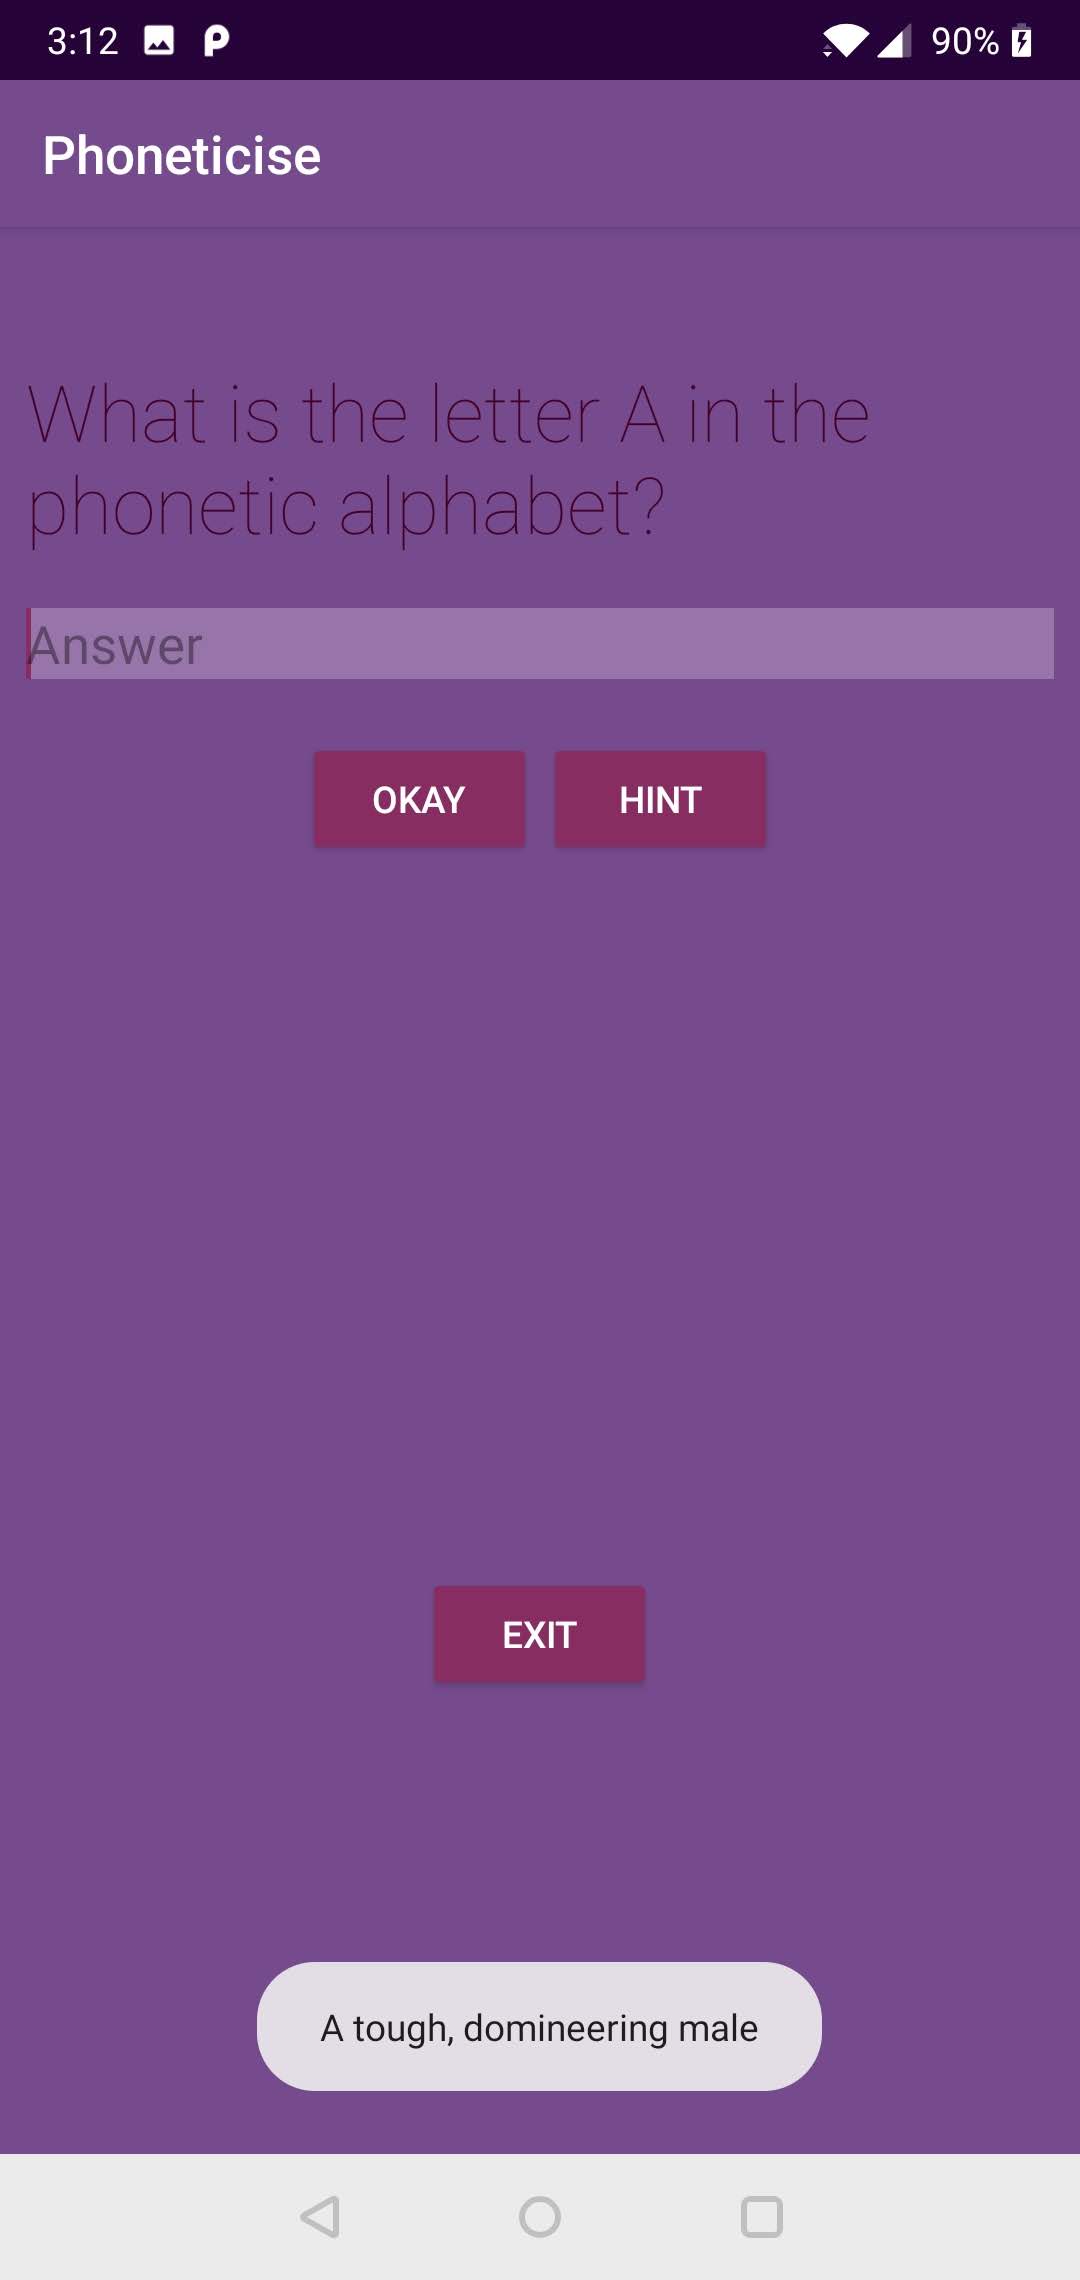 3:12
90%
Phoneticise
What is the letter A in the
phonetic alphabet?
Answer
OKAY
HINT
EXIT
A tough, domineering male